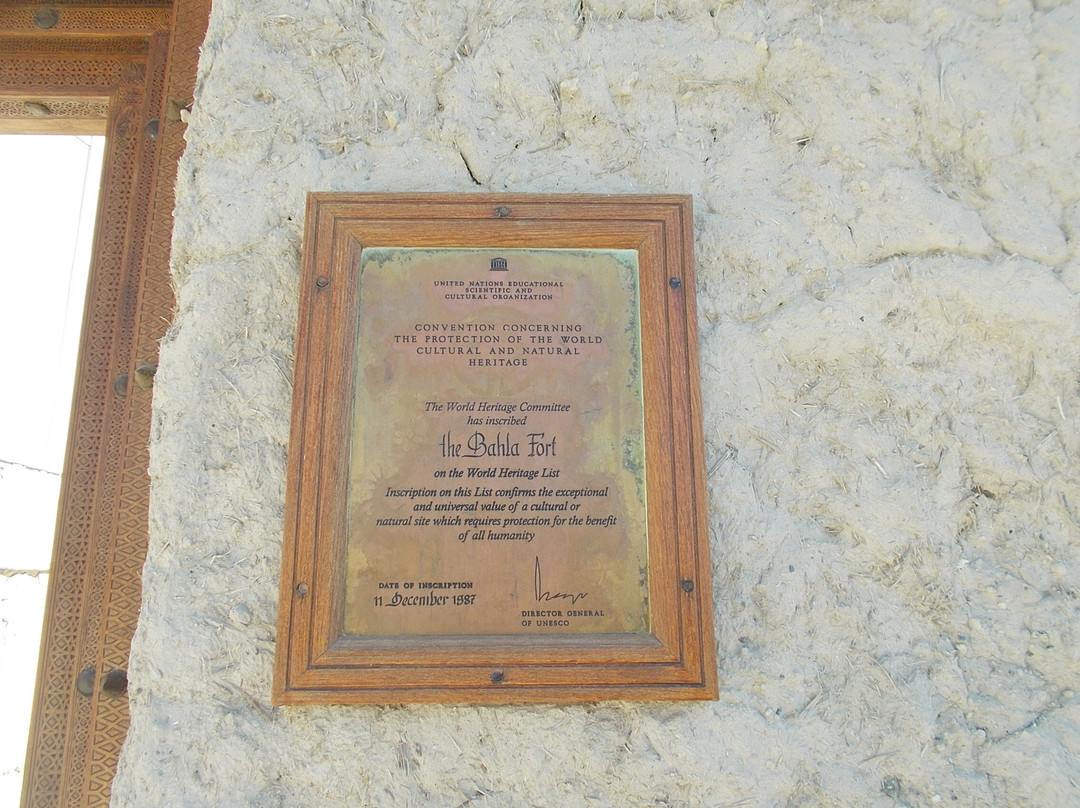 UNITED NATIONS EDUCATIONAL
SCIENTIFIC AND
CULTURAL ORGANIZATION
CONVENTION CONCERNING
THE PROTECTION OF THE WORLD
CULTURAL AND NATURAL
HERITAGE
The World Heritage Committee
has inscribed
the Bahla Fort
on the World Heritage List
Inscription on this List confirms the exceptional
and universal value of a cultural or
natural site which requires protection for the benefit
of all humanity
DATE OF INSCRIPTION
11 December 1987
DIRECTOR GENERAL
OF UNESCO